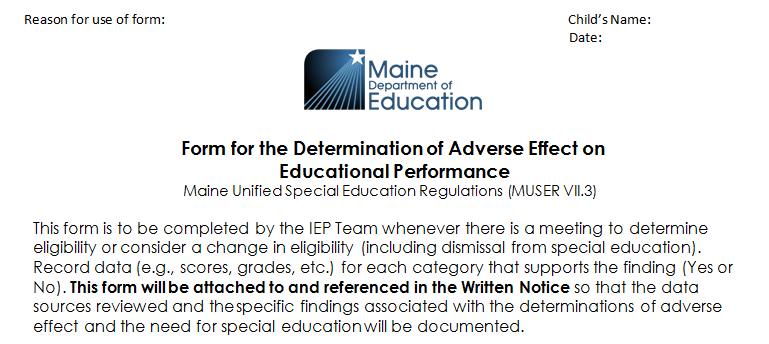 Reason for use of form: Child's Name:
Date:
Maine
Department of
Education
Form for the Determination of Adverse Effect on
Educational Performance
Maine Unified Special Education Regulations (MUSER VII.3)
This form is to be completed by the IEP Team whenever there is a meeting to determine
eligibility or consider a change in eligibility (including dismissal from special education).
Record data (e.g., scores, grades, etc.) for each category that supports the finding (Yes or
No). This form will be attached to and referenced in the Written Notice so that the data
sources reviewed and the specific findings associated with the determinations of adverse
effect and the need for special education will be documented.